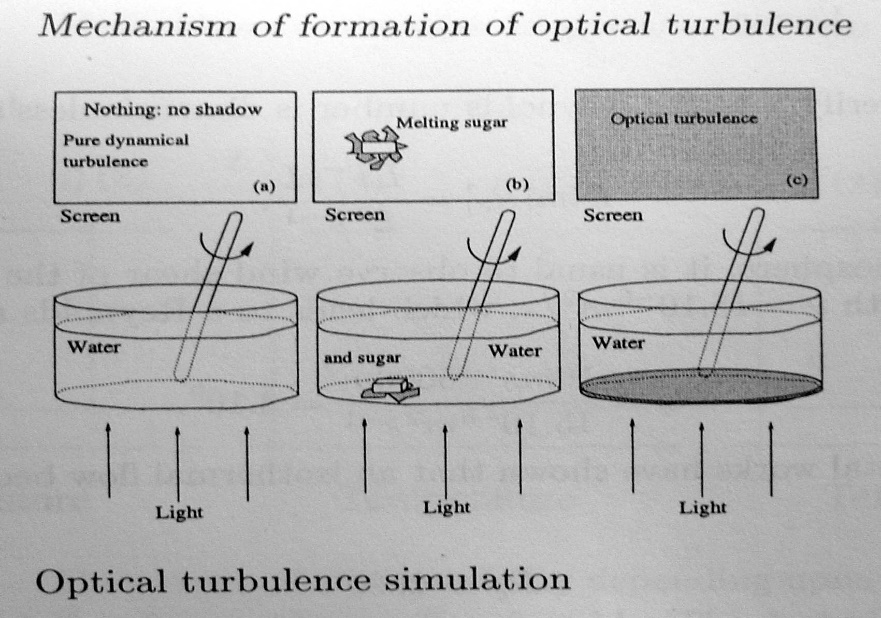 Mechanism of formation of optical turbulence
Nothing: no shadow
Pure dynamical
turbulence
(a)
Melting sugar
(b)
Optical turbulence
(c)
Screen
Screen
Screen
Water
and sugar
Water
Water
Light
Light
Light
Optical turbulence simulation